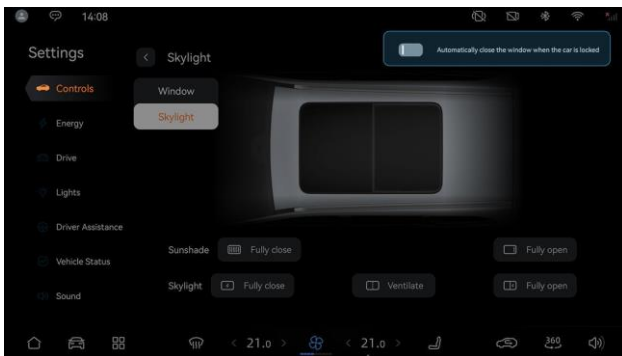 14:08
Settings
Skylight
Automatically close the window when the car is locked
Controls
Window
Skylight
Energy
Drive
Lights
Driver Assistance
Vehicle Status
Sound
Sunshade
Fully close
Fully open
Skylight
Fully close
Ventilate
Fully open
< 21.0 >
< 21.0 >
360